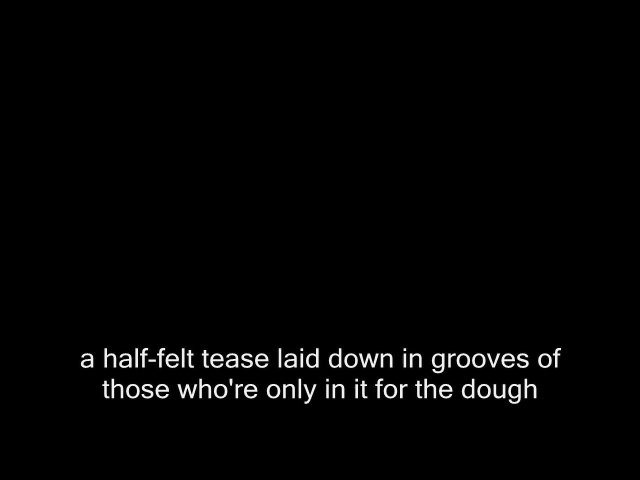 a half-felt tease laid down in grooves of
those who're only in it for the dough